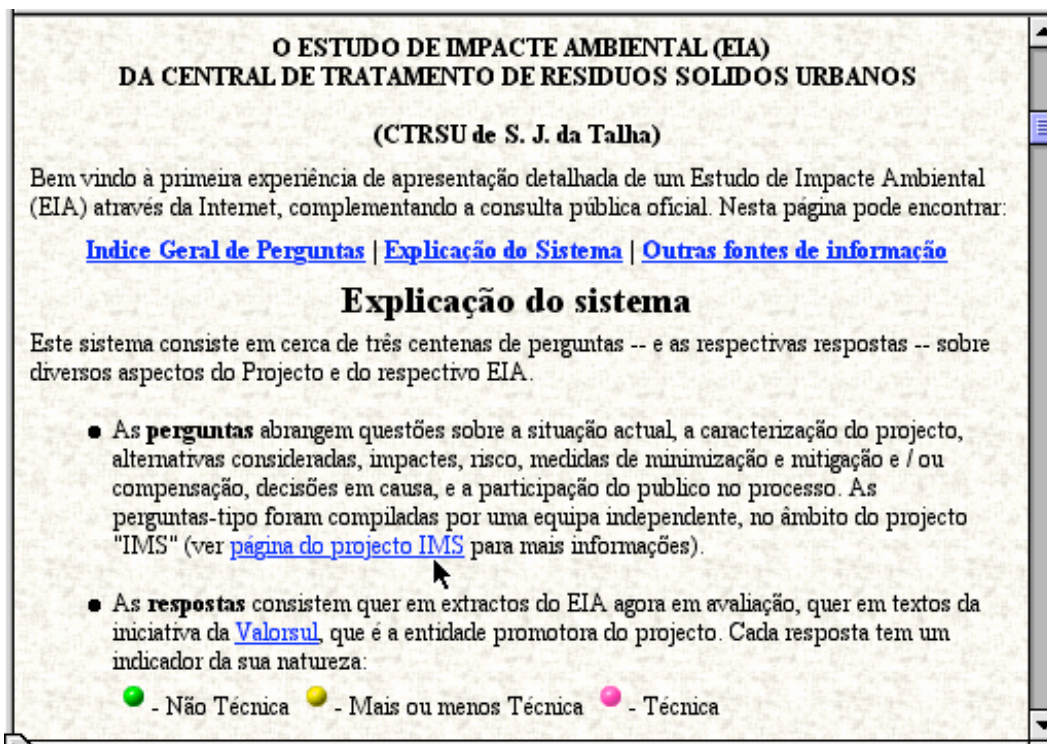 O ESTUDO DE IMPACTE AMBIENTAL (EIA)
DA CENTRAL DE TRATAMENTO DE RESIDUOS SOLIDOS URBANOS
(CTRSU de S. J. da Talha)
Bem vindo à primeira experiência de apresentação detalhada de um Estudo de Impacte Ambiental
(EIA) através da Internet, complementando a consulta pública oficial. Nesta página pode encontrar:
Indice Geral de Perguntas | Explicação do Sistema | Outras fontes de informação
Explicação do sistema
Este sistema consiste em cerca de três centenas de perguntas -- e as respectivas respostas -- sobre
diversos aspectos do Projecto e do respectivo EIA.
● As perguntas abrangem questões sobre a situação actual, a caracterização do projecto,
alternativas consideradas, impactes, risco, medidas de minimização e mitigação e / ou
compensação, decisões em causa, e a participação do publico no processo. As
perguntas-tipo foram compiladas por uma equipa independente, no âmbito do projecto
"IMS" (ver página do projecto IMS para mais informações).
● As respostas consistem quer em extractos do EIA agora em avaliação, quer em textos da
iniciativa da Valorsul, que é a entidade promotora do projecto. Cada resposta tem um
indicador da sua natureza:
- Não Técnica - Mais ou menos Técnica - Técnica